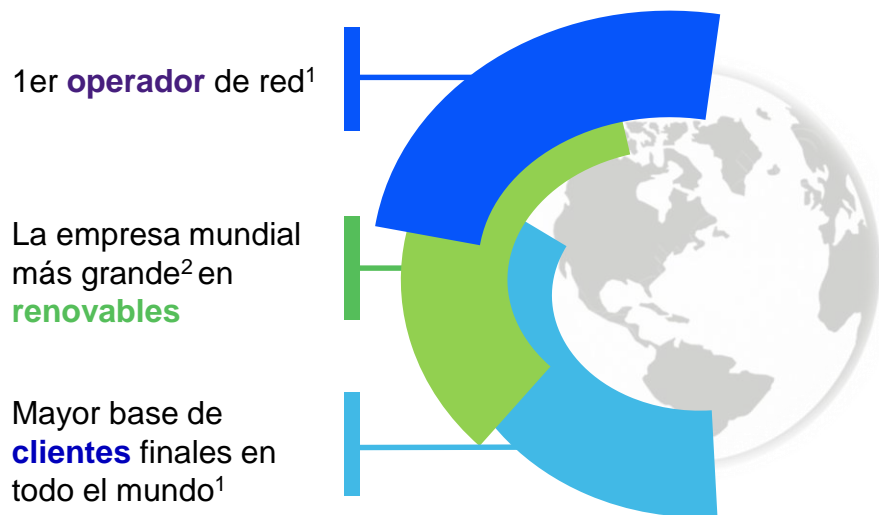 1er operador de red¹
La empresa mundial
más grande² en
renovables
Mayor base de
clientes finales en
todo el mundo¹